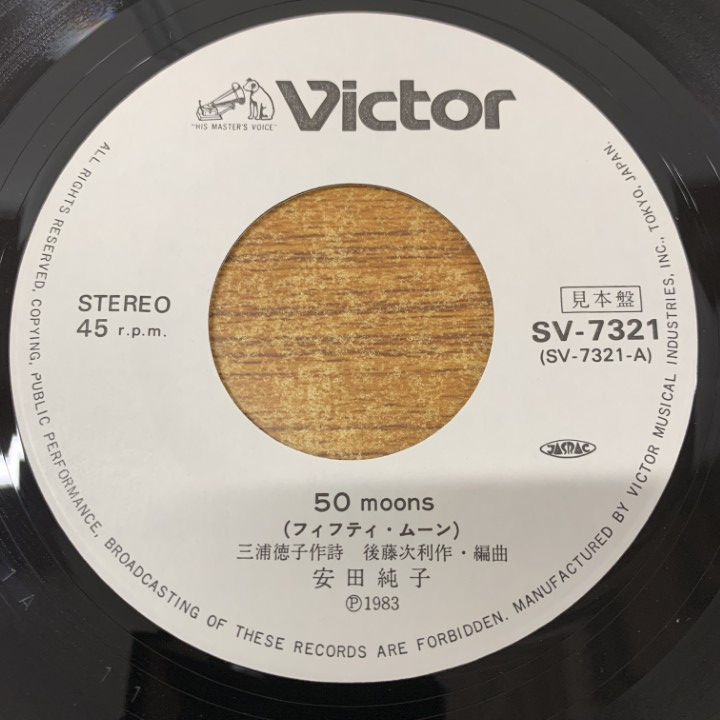 "HIS MASTER'S VOICE"
Victor
STEREO
45 r.p.m.
見本盤
SV-7321
(SV-7321-A)
JASRAC
50 moons
(フィフティ・ムーン)
三浦徳子作詩 後藤次利作・編曲
安田純子
Ⓟ1983
ALL RIGHTS RESERVED, COPYING, PUBLIC PERFORMANCE, BROADCASTING OF THESE RECORDS ARE FORBIDDEN. MANUFACTURED BY VICTOR MUSICAL INDUSTRIES, INC., TOKYO, JAPAN.